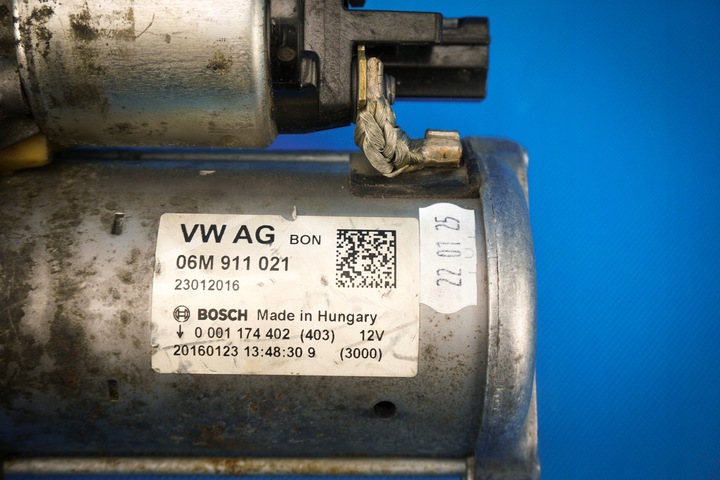 VW AG BON
06M 911 021
23012016
BOSCH Made in Hungary
0 001 174 402 (403) 12V
20160123 13:48:30 9 (3000)
22 01 25